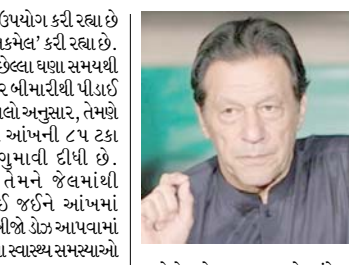 ઉપયોગ કરી રહ્યા છે
કમેલ’ કરી રહ્યા છે.
છેલ્લા ઘણા સમયથી
ર બીમારીથી પીડાઈ
લો અનુસાર, તેમણે
આંખની ૮૫ ટકા
ગુમાવી દીધી છે.
તેમને જેલમાંથી
ઈ જઈને આંખમાં
બીજો ડોઝ આપવામાં
ા સ્વાસ્થ્ય સમસ્યાઓ